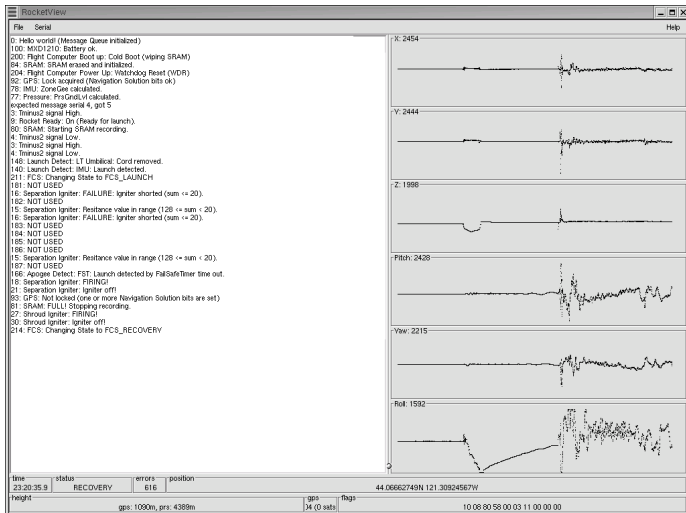 RocketView
File Serial Help
0: Hello world! (Message Queue initialized)
100: MXD1210: Battery ok.
200: Flight Computer Boot up: Cold Boot (wiping SRAM)
84: SRAM: SRAM erased and initialized.
204: Flight Computer Power Up: Watchdog Reset (WDR)
92: GPS: Lock acquired (Navigation Solution bits ok)
78: IMU: ZoneGee calculated.
77: Pressure: PrsGndLvl calculated.
expected message serial 4, got 5
3: Tminus2 signal High.
9: Rocket Ready: On (Ready for launch).
80: SRAM: Starting SRAM recording.
4: Tminus2 signal Low.
3: Tminus2 signal High.
4: Tminus2 signal Low.
148: Launch Detect: LT Umbilical: Cord removed.
140: Launch Detect: IMU: Launch detected.
211: FCS: Changing State to FCS_LAUNCH
181: NOT USED
16: Separation Igniter: FAILURE: Igniter shorted (sum <= 20).
182: NOT USED
15: Separation Igniter: Resitance value in range (128 <= sum < 20).
16: Separation Igniter: FAILURE: Igniter shorted (sum <= 20).
183: NOT USED
184: NOT USED
185: NOT USED
186: NOT USED
15: Separation Igniter: Resitance value in range (128 <= sum < 20).
187: NOT USED
166: Apogee Detect: FST: Launch detected by FailSafeTimer time out.
18: Separation Igniter: FIRING!
21: Separation Igniter: Igniter off!
93: GPS: Not locked (one or more Navigation Solution bits are set)
81: SRAM: FULL! Stopping recording.
27: Shroud Igniter: FIRING!
30: Shroud Igniter: Igniter off!
214: FCS: Changing State to FCS_RECOVERY
X: 2454
Y: 2444
Z: 1998
Pitch: 2428
Yaw: 2215
Roll: 1592
time status errors position
23:20:35.9 RECOVERY 616 44.06662749N 121.30924567W
height gps flags
gps: 1090m, prs: 4389m (0 sats 10 08 80 58 00 03 11 00 00 00